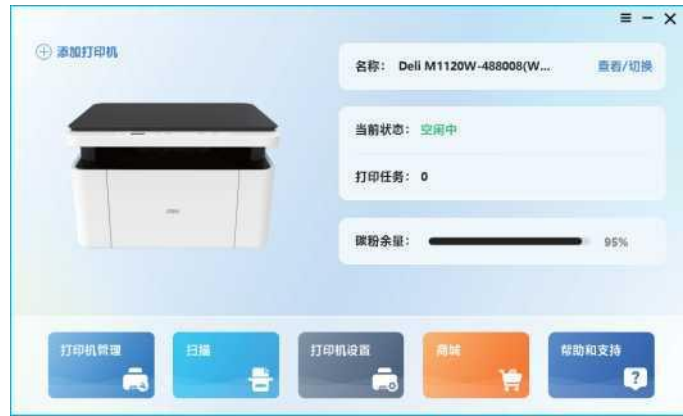 添加打印机
名称: Deli M1120W-488008(W... 查看/切换
当前状态: 空闲中
打印任务: 0
碳粉余量: 95%
打印机管理 扫描 打印机设置 商城 帮助和支持